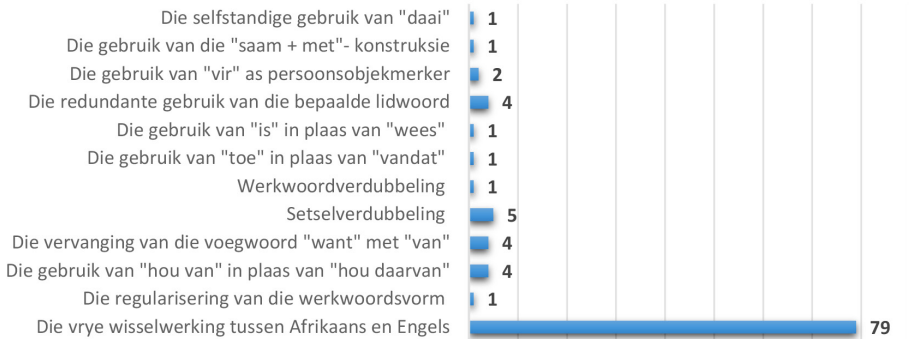 Die selfstandige gebruik van "daai" 1
Die gebruik van die "saam + met"- konstruksie 1
Die gebruik van "vir" as persoonsobjekmerker 2
Die redundante gebruik van die bepaalde lidwoord 4
Die gebruik van "is" in plaas van "wees" 1
Die gebruik van "toe" in plaas van "vandat" 1
Werkwoordverdubbeling 1
Setselverdubbeling 5
Die vervanging van die voegwoord "want" met "van" 4
Die gebruik van "hou van" in plaas van "hou daarvan" 4
Die regularisering van die werkwoordsvorm 1
Die vrye wisselwerking tussen Afrikaans en Engels 79